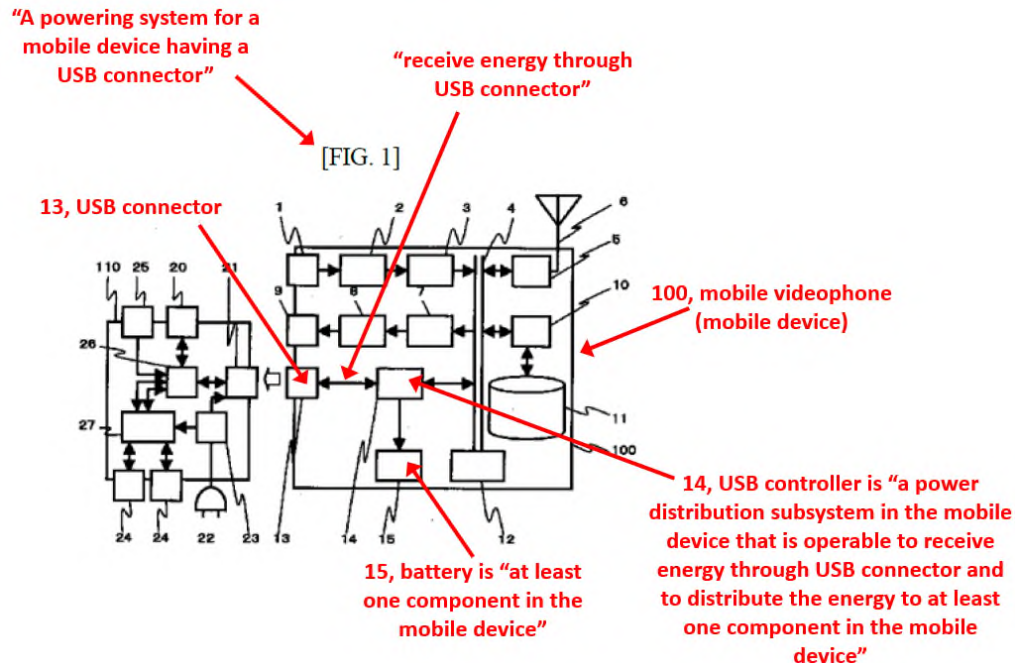 “A powering system for a
mobile device having a
USB connector”
“receive energy through
USB connector”
[FIG. 1]
13, USB connector
1
2
3
4
6
5
110
25
20
21
9
8
7
10
100, mobile videophone
(mobile device)
26
27
11
100
24
24
22
23
13
14
15
12
15, battery is “at least
one component in the
mobile device”
14, USB controller is “a power
distribution subsystem in the mobile
device that is operable to receive
energy through USB connector and
to distribute the energy to at least
one component in the mobile
device”